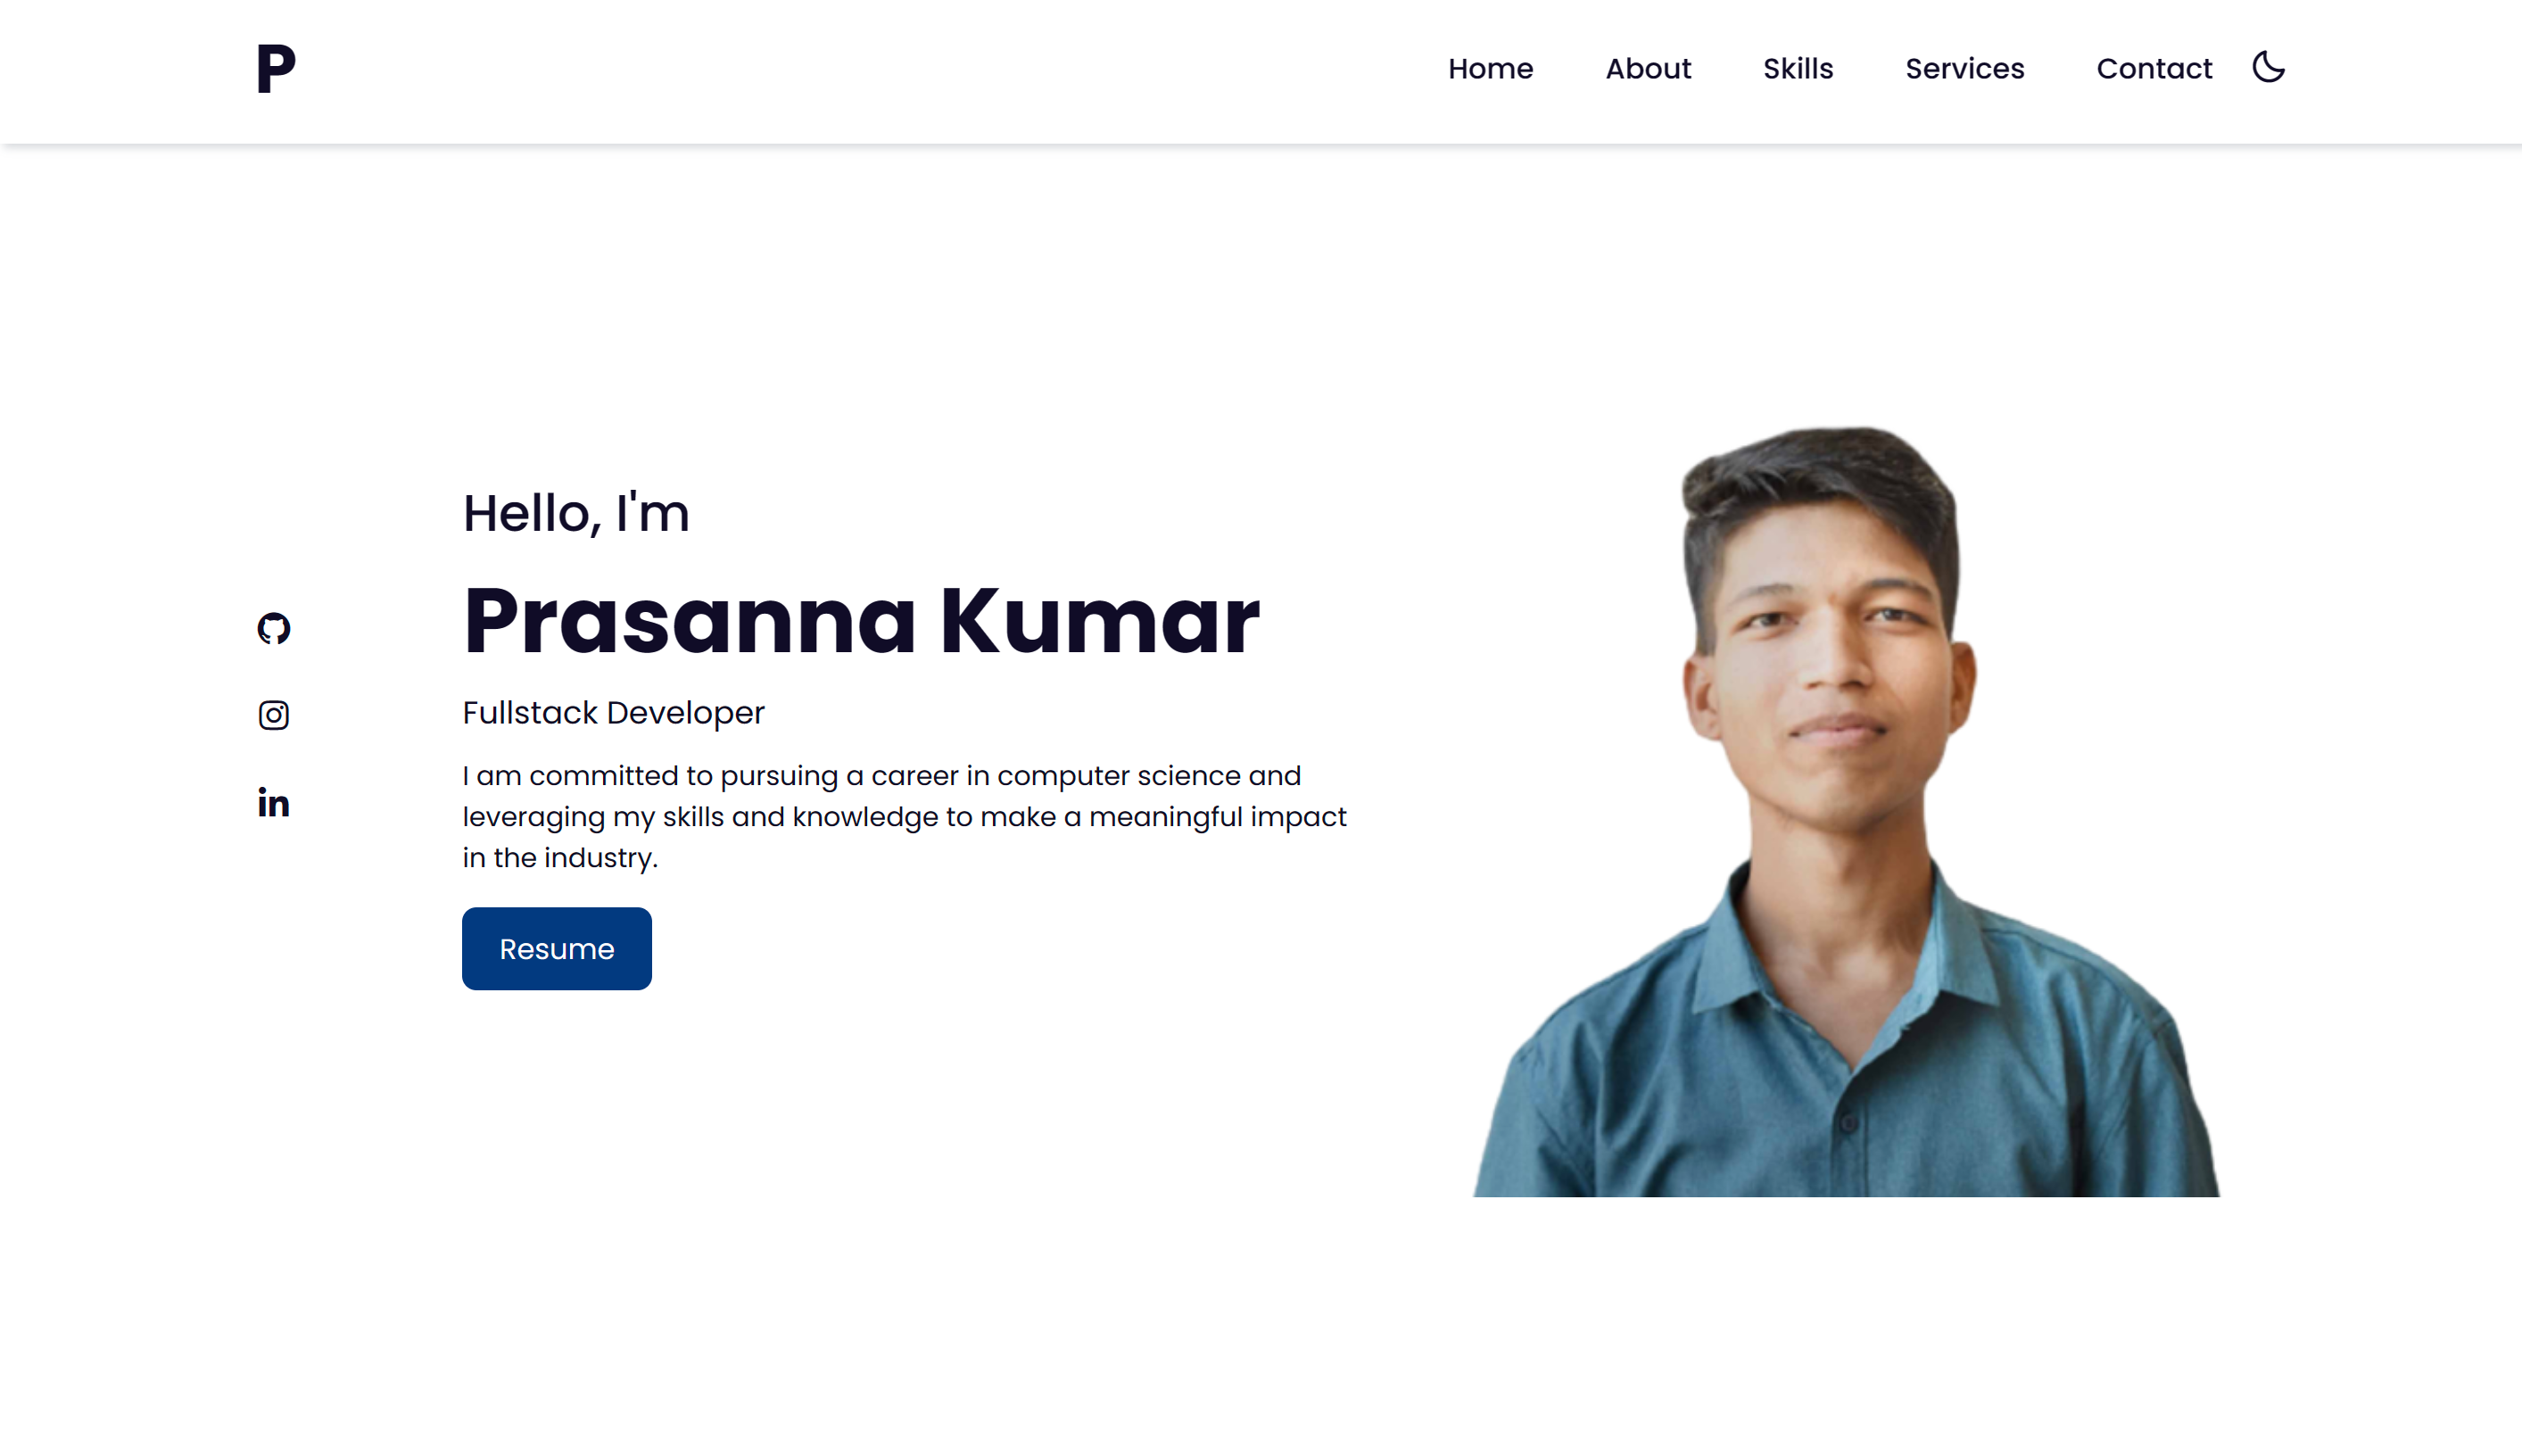 P
Home About Skills Services Contact
Hello, I'm
Prasanna Kumar
Fullstack Developer
I am committed to pursuing a career in computer science and
leveraging my skills and knowledge to make a meaningful impact
in the industry.
in
Resume